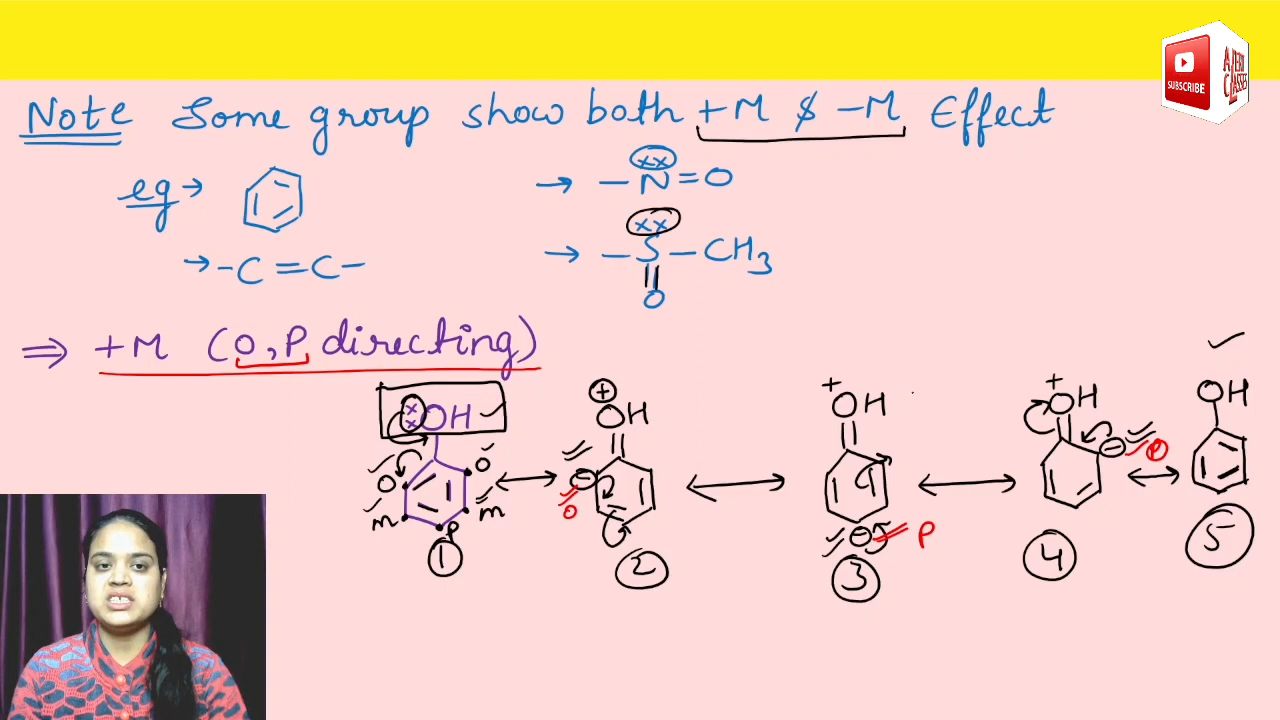 SUBSCRIBE
Note Some group show both +M $ -M Effect
eg →
→ -N̈=O
→ -C=C-
→ -S-CH3
O
⇒ +M (O,P directing)
xx OH
+ OH
+ OH
+ OH
OH
O O m m P
⊖ O
⊖ P
⊖ P
1 2 3 4 5